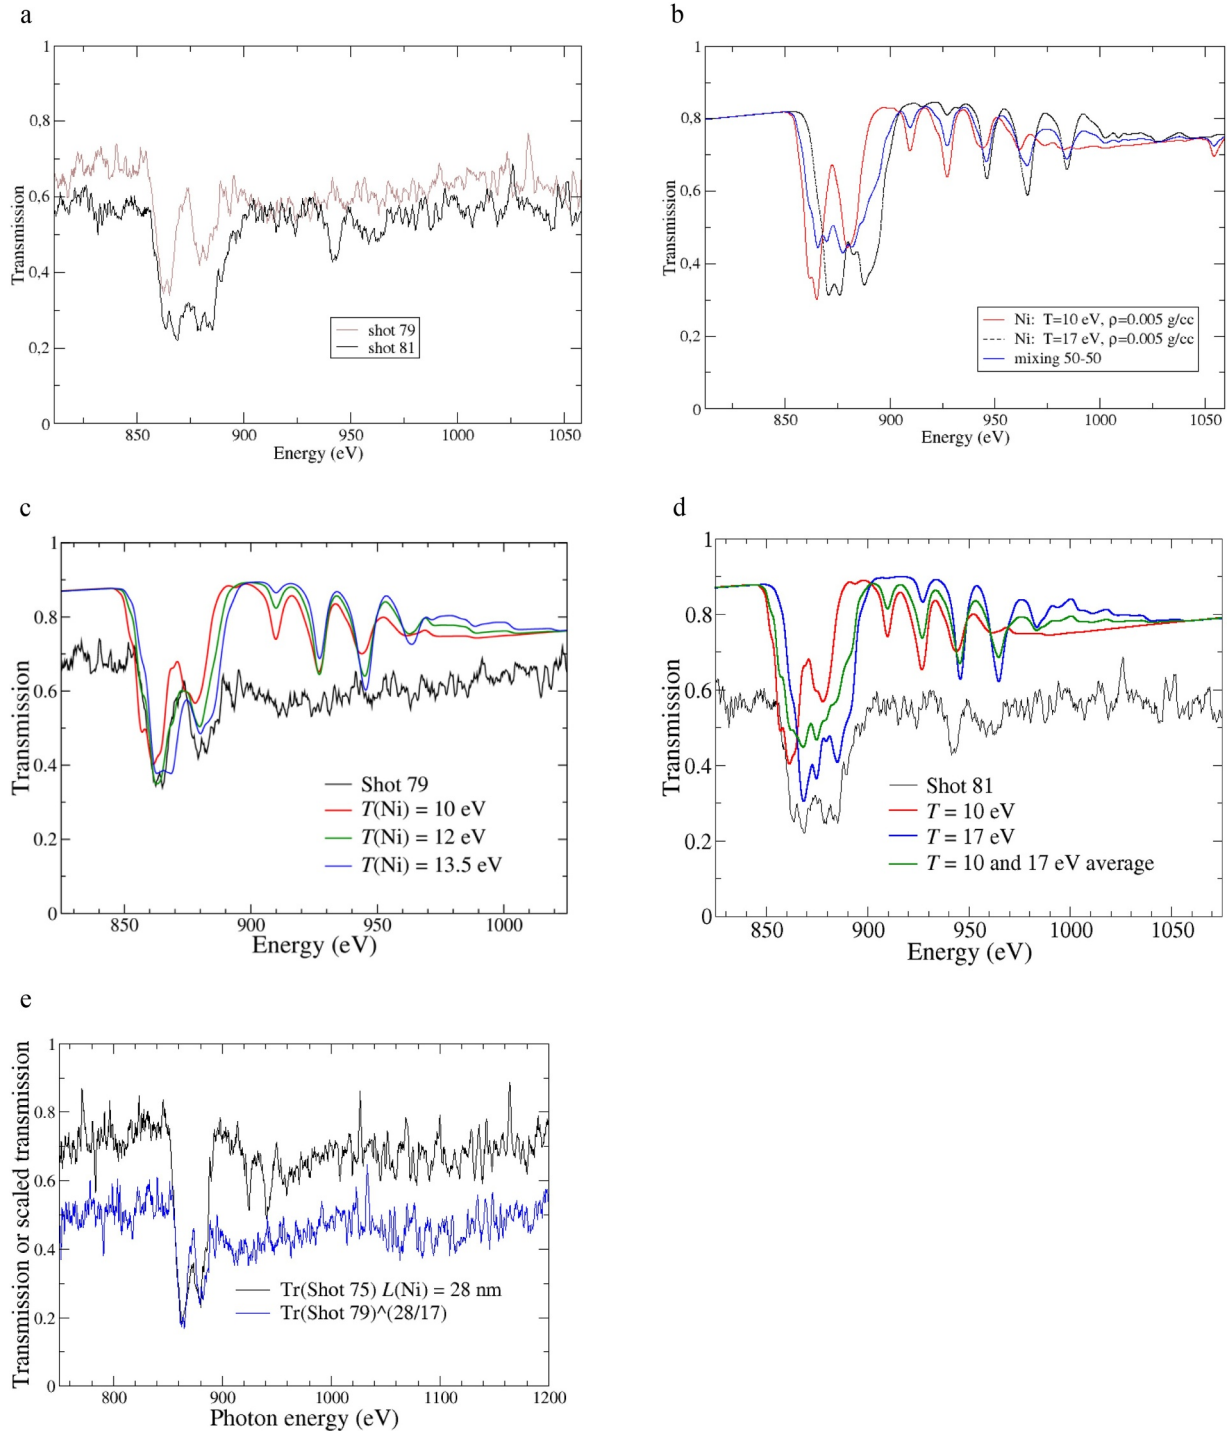 a
1
0.8
0.6
0.4
0.2
0
Transmission
850
900
950
1000
1050
Energy (eV)
shot 79
shot 81
b
1
0.8
0.6
0.4
0.2
0
Transmission
850
900
950
1000
1050
Energy (eV)
Ni: T=10 eV, ρ=0.005 g/cc
Ni: T=17 eV, ρ=0.005 g/cc
mixing 50-50
c
1
0.8
0.6
0.4
0.2
0
Transmission
850
900
950
1000
Energy (eV)
Shot 79
T(Ni) = 10 eV
T(Ni) = 12 eV
T(Ni) = 13.5 eV
d
1
0.8
0.6
0.4
0.2
0
Transmission
850
900
950
1000
1050
Energy (eV)
Shot 81
T = 10 eV
T = 17 eV
T = 10 and 17 eV average
e
1
0.8
0.6
0.4
0.2
0
Transmission or scaled transmission
800
900
1000
1100
1200
Photon energy (eV)
Tr(Shot 75) L(Ni) = 28 nm
Tr(Shot 79)^(28/17)